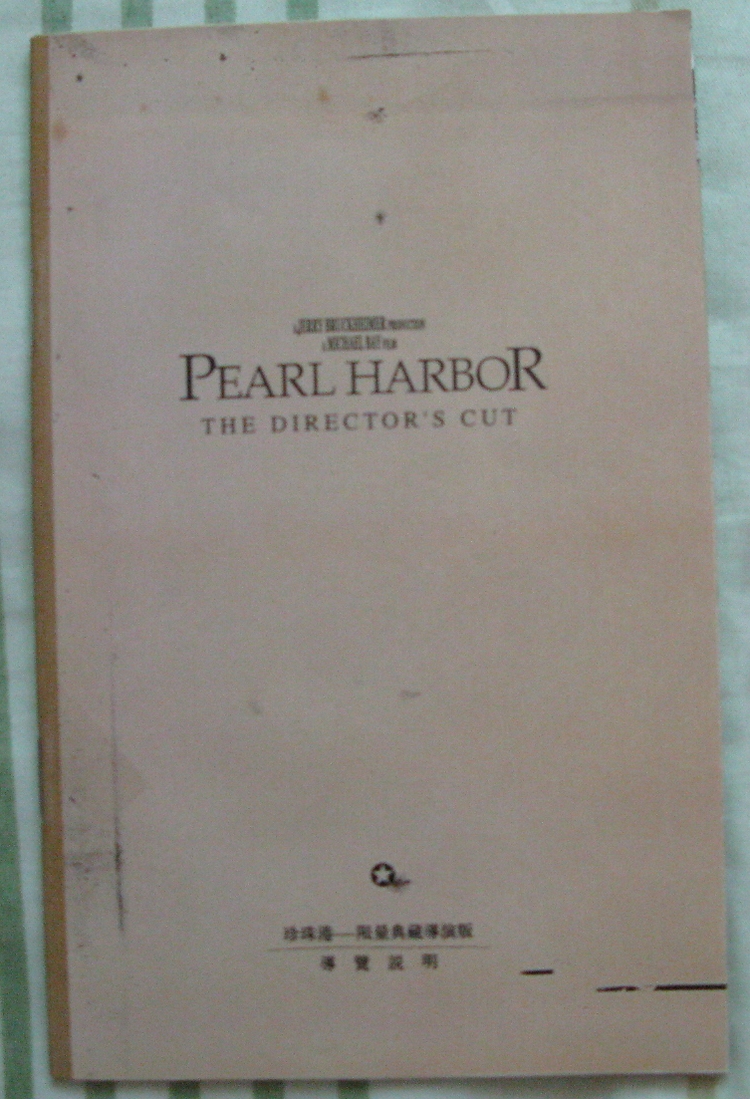 A JERRY BRUCKHEIMER PRODUCTION
A MICHAEL BAY FILM
PEARL HARBOR
THE DIRECTOR'S CUT
珍珠港—限量典藏導演版
導覽說明